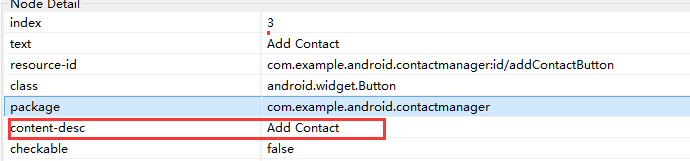 Node Detail
index 3
text Add Contact
resource-id com.example.android.contactmanager:id/addContactButton
class android.widget.Button
package com.example.android.contactmanager
content-desc Add Contact
checkable false